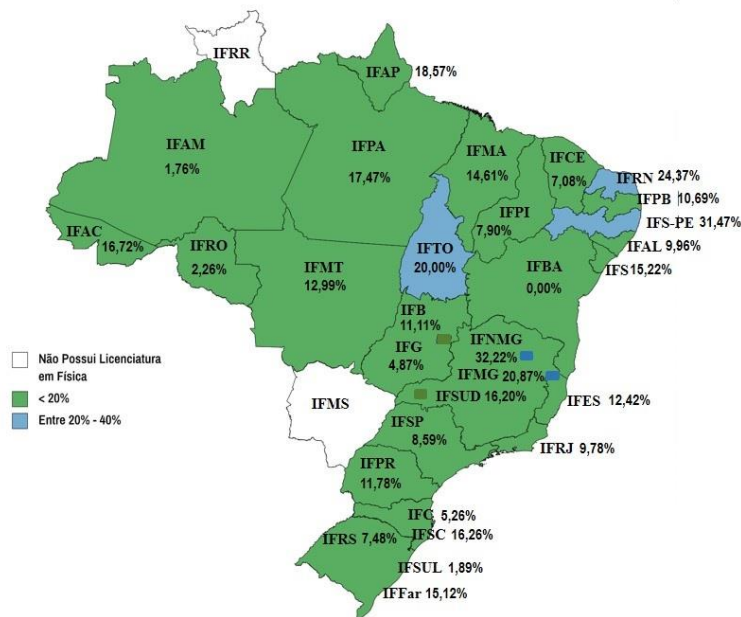 IFRR
IFAP 18,57%
IFAM
1,76%
IFPA
17,47%
IFMA
14,61%
IFCE
7,08%
IFRN 24,37%
IFPB 10,69%
IFS-PE 31,47%
IFAL 9,96%
IFS 15,22%
IFPI
7,90%
IFAC
16,72%
IFRO
2,26%
IFMT
12,99%
IFTO
20,00%
IFBA
0,00%
IFB
11,11%
IFG
4,87%
IFNMG
32,22%
IFMG 20,87%
IFSUD 16,20%
IFES 12,42%
IFMS
IFSP
8,59%
IFRJ 9,78%
IFPR
11,78%
IFC 5,26%
IFSC 16,26%
IFRS 7,48%
IFSUL 1,89%
IFFar 15,12%
Não Possui Licenciatura
em Física
< 20%
Entre 20% - 40%